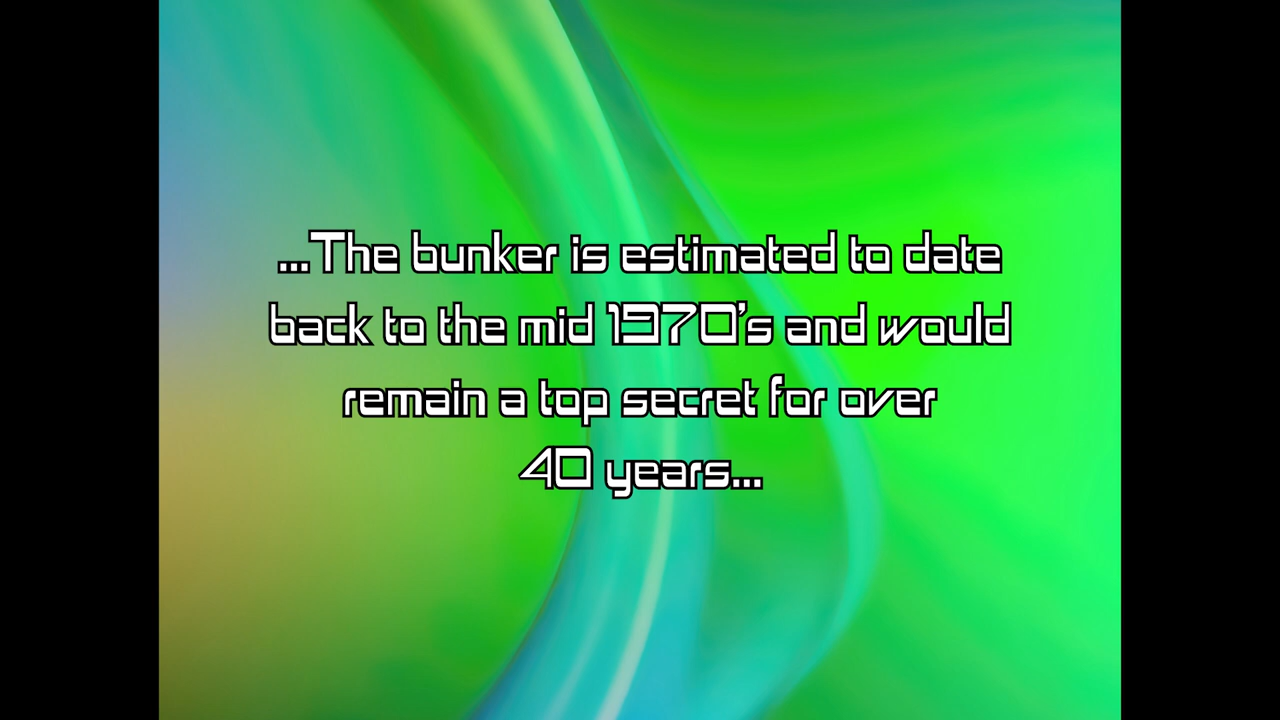 ...The bunker is estimated to date
back to the mid 1970's and would
remain a top secret for over
40 years...